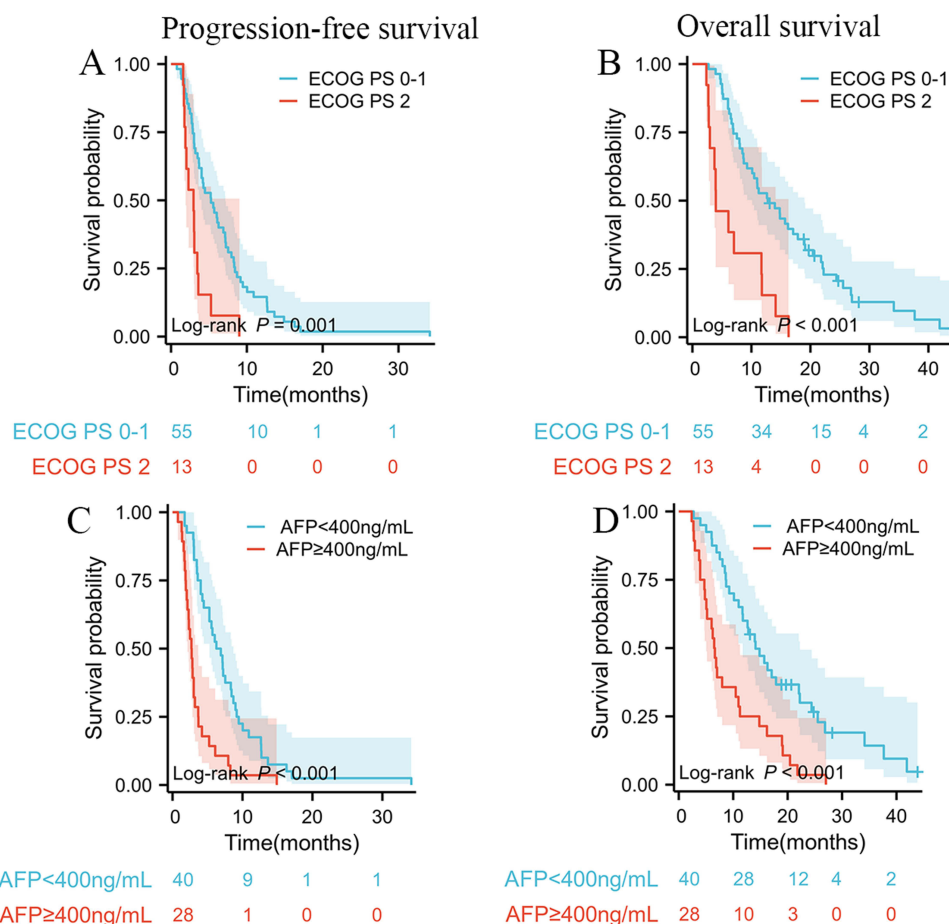 Progression-free survival
Overall survival
A
ECOG PS 0-1
ECOG PS 2
Survival probability
1.00
0.75
0.50
0.25
0.00
Log-rank P = 0.001
0 10 20 30
Time(months)
ECOG PS 0-1 55 10 1 1
ECOG PS 2 13 0 0 0
B
ECOG PS 0-1
ECOG PS 2
Survival probability
1.00
0.75
0.50
0.25
0.00
Log-rank P < 0.001
0 10 20 30 40
Time(months)
ECOG PS 0-1 55 34 15 4 2
ECOG PS 2 13 4 0 0 0
C
AFP<400ng/mL
AFP≥400ng/mL
Survival probability
1.00
0.75
0.50
0.25
0.00
Log-rank P < 0.001
0 10 20 30
Time(months)
AFP<400ng/mL 40 9 1 1
AFP≥400ng/mL 28 1 0 0
D
AFP<400ng/mL
AFP≥400ng/mL
Survival probability
1.00
0.75
0.50
0.25
0.00
Log-rank P < 0.001
0 10 20 30 40
Time(months)
AFP<400ng/mL 40 28 12 4 2
AFP≥400ng/mL 28 10 3 0 0